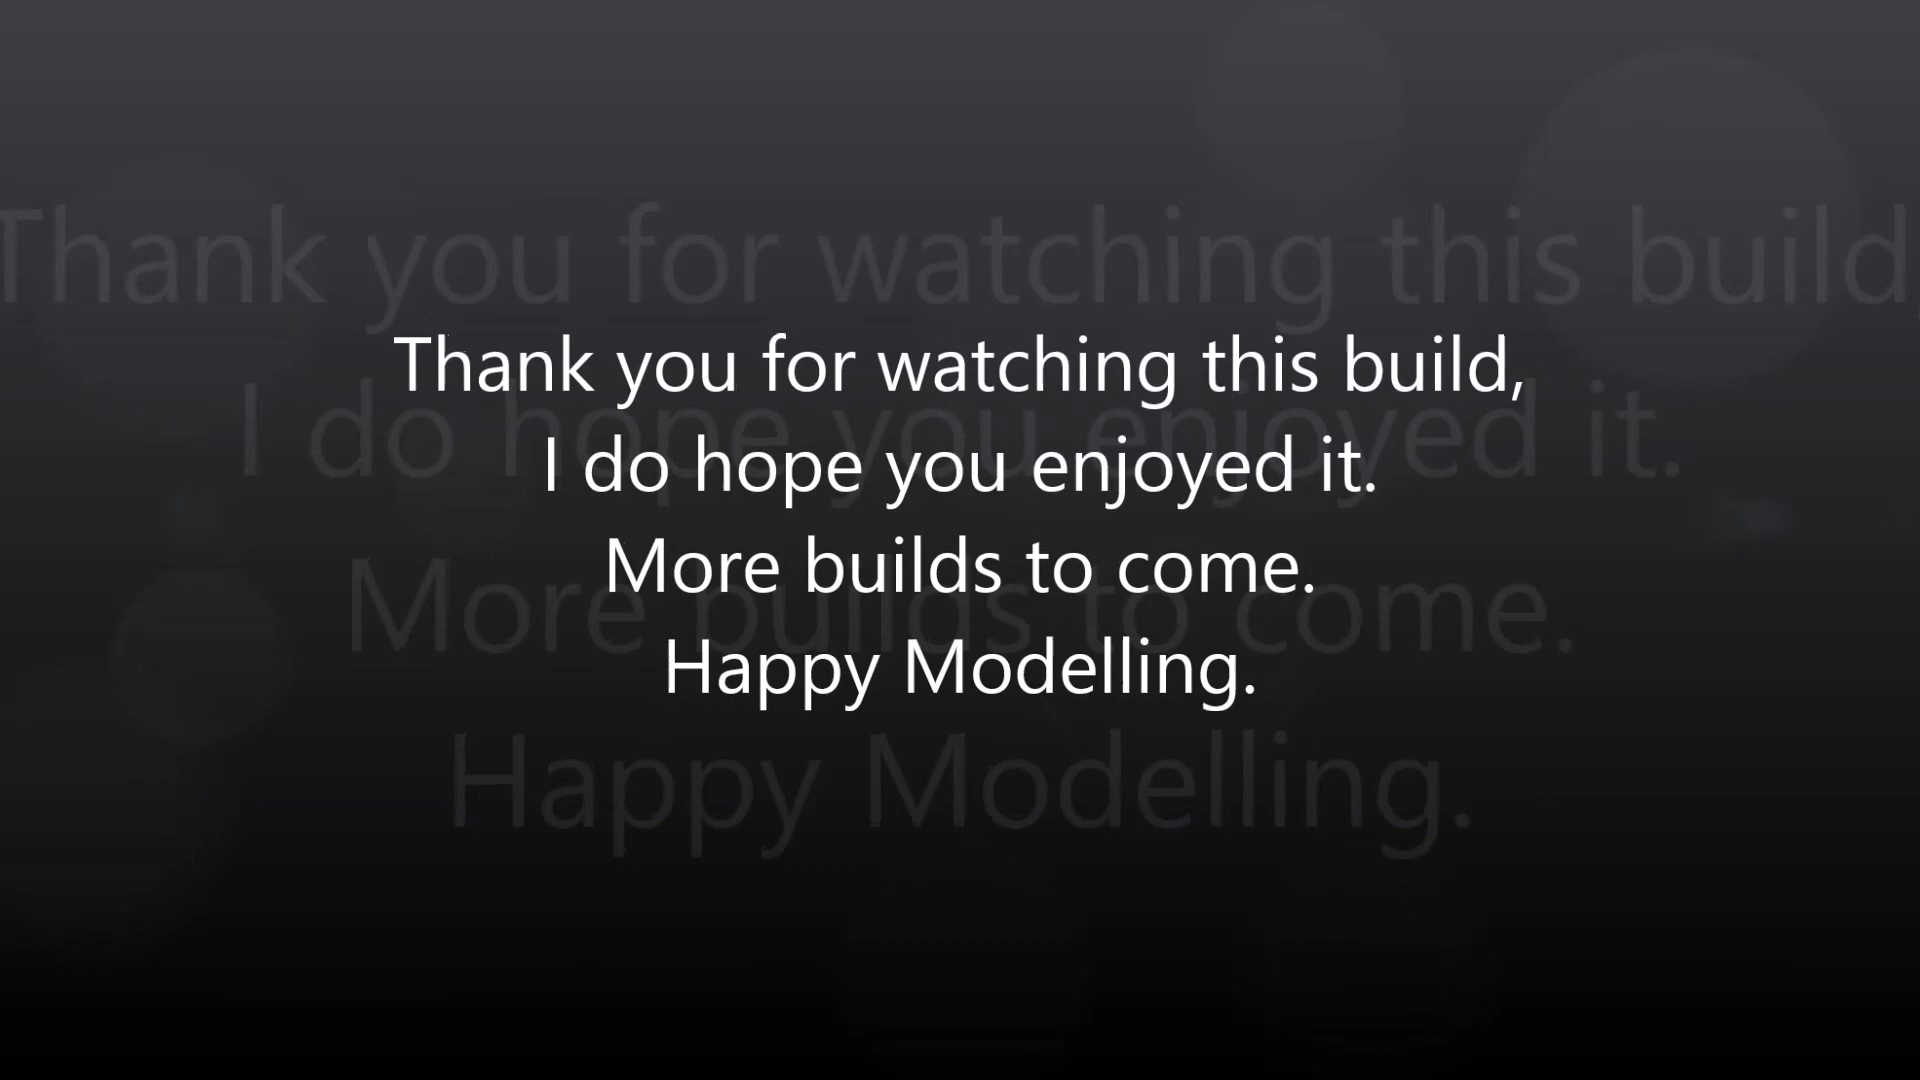 Thank you for watching this build,
I do hope you enjoyed it.
More builds to come.
Happy Modelling.